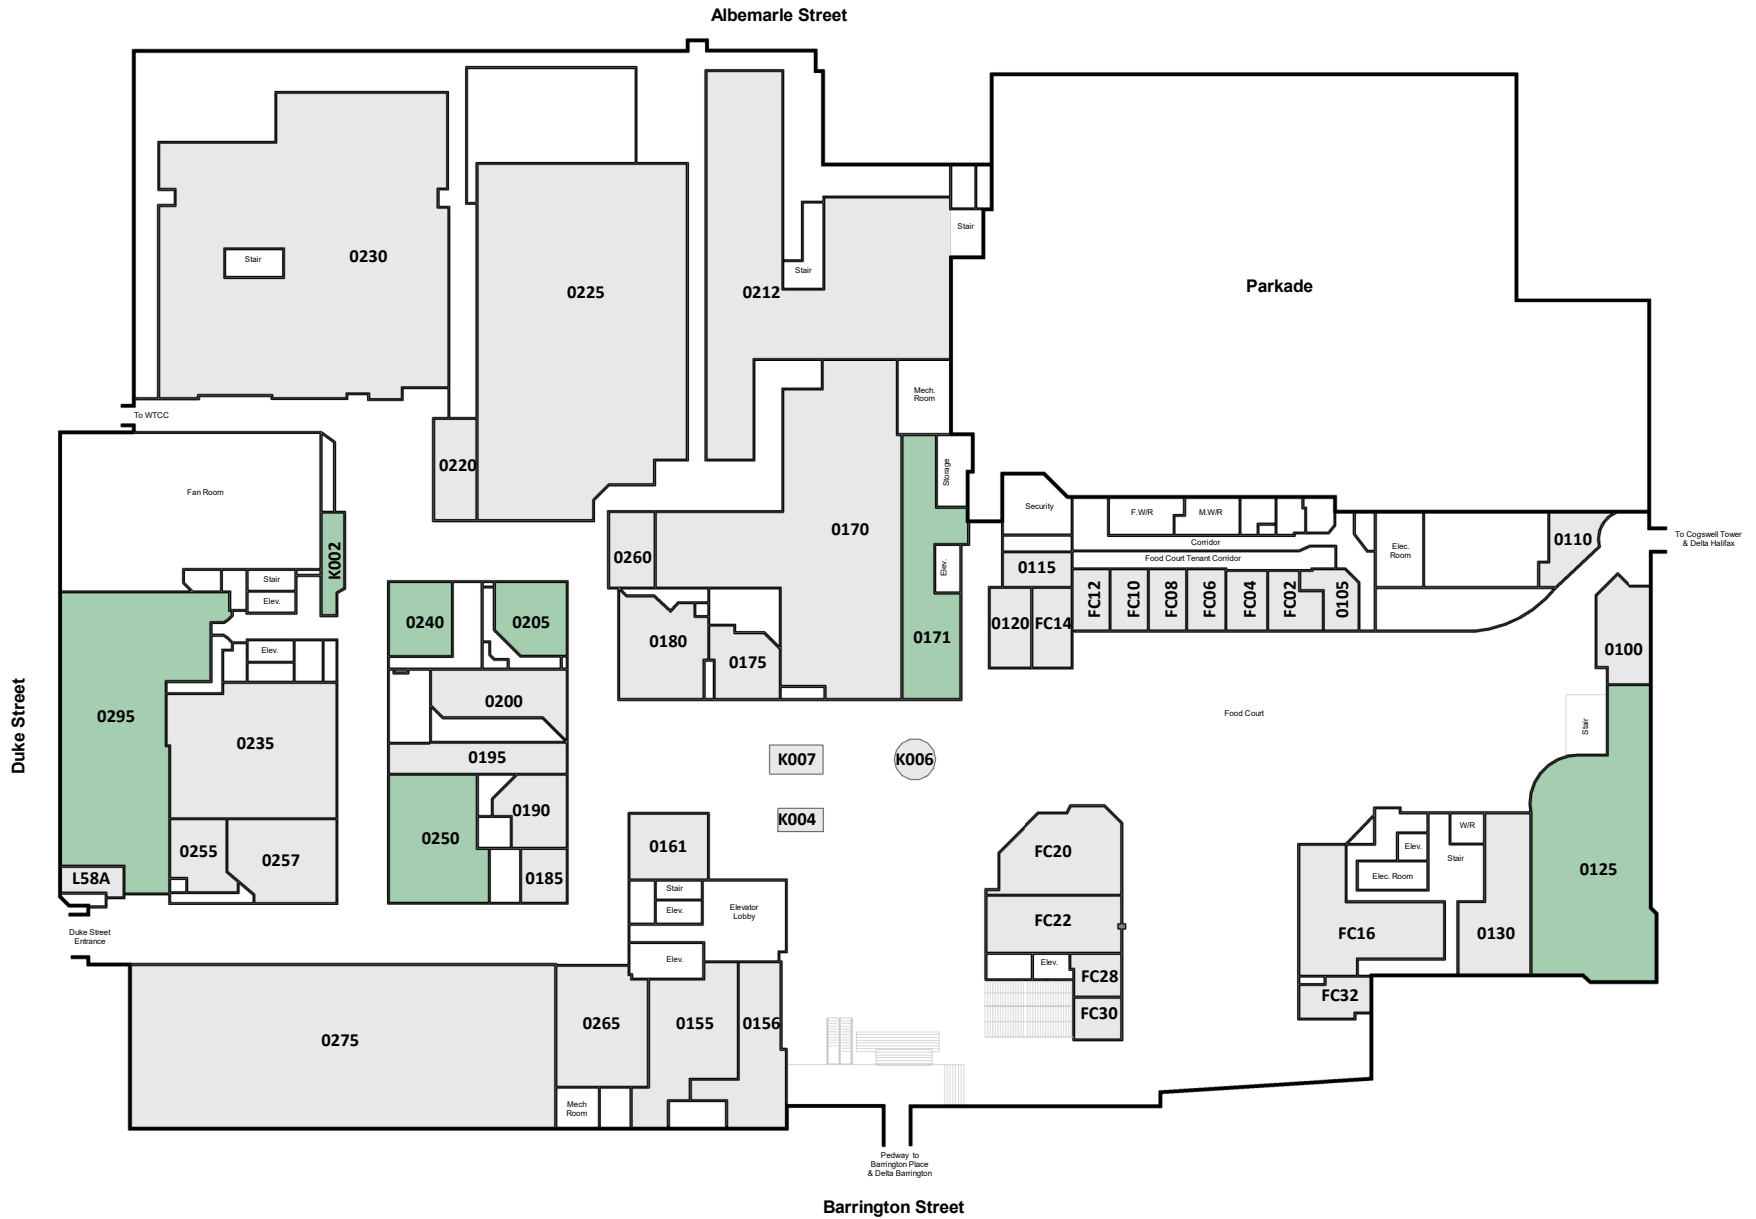 Albemarle Street
0230
Stair
0225
0212
Stair
Stair
Parkade
Mech.
Room
To WTCC
0220
Fan Room
K002
Stair
Elev.
Storage
0170
0260
0171
Elev.
Security
F.W/R
M.W/R
Corridor
Food Court Tenant Corridor
0115
FC12
FC10
FC08
FC06
FC04
FC02
0105
Elec.
Room
0110
To Cogswell Tower
& Delta Halifax
0120
FC14
0100
Stair
0240
0205
0180
0175
Elev.
0200
0195
0295
0235
Duke Street
Food Court
K007
K006
K004
0190
0250
0185
0255
0257
L58A
0161
Stair
Elev.
Elevator
Lobby
Elev.
Duke Street
Entrance
FC20
FC22
Elev.
FC28
FC30
W/R
Elev.
Stair
Elec. Room
FC16
0130
0125
FC32
0275
0265
0155
0156
Mech
Room
Pedway to
Barrington Place
& Delta Barrington
Barrington Street